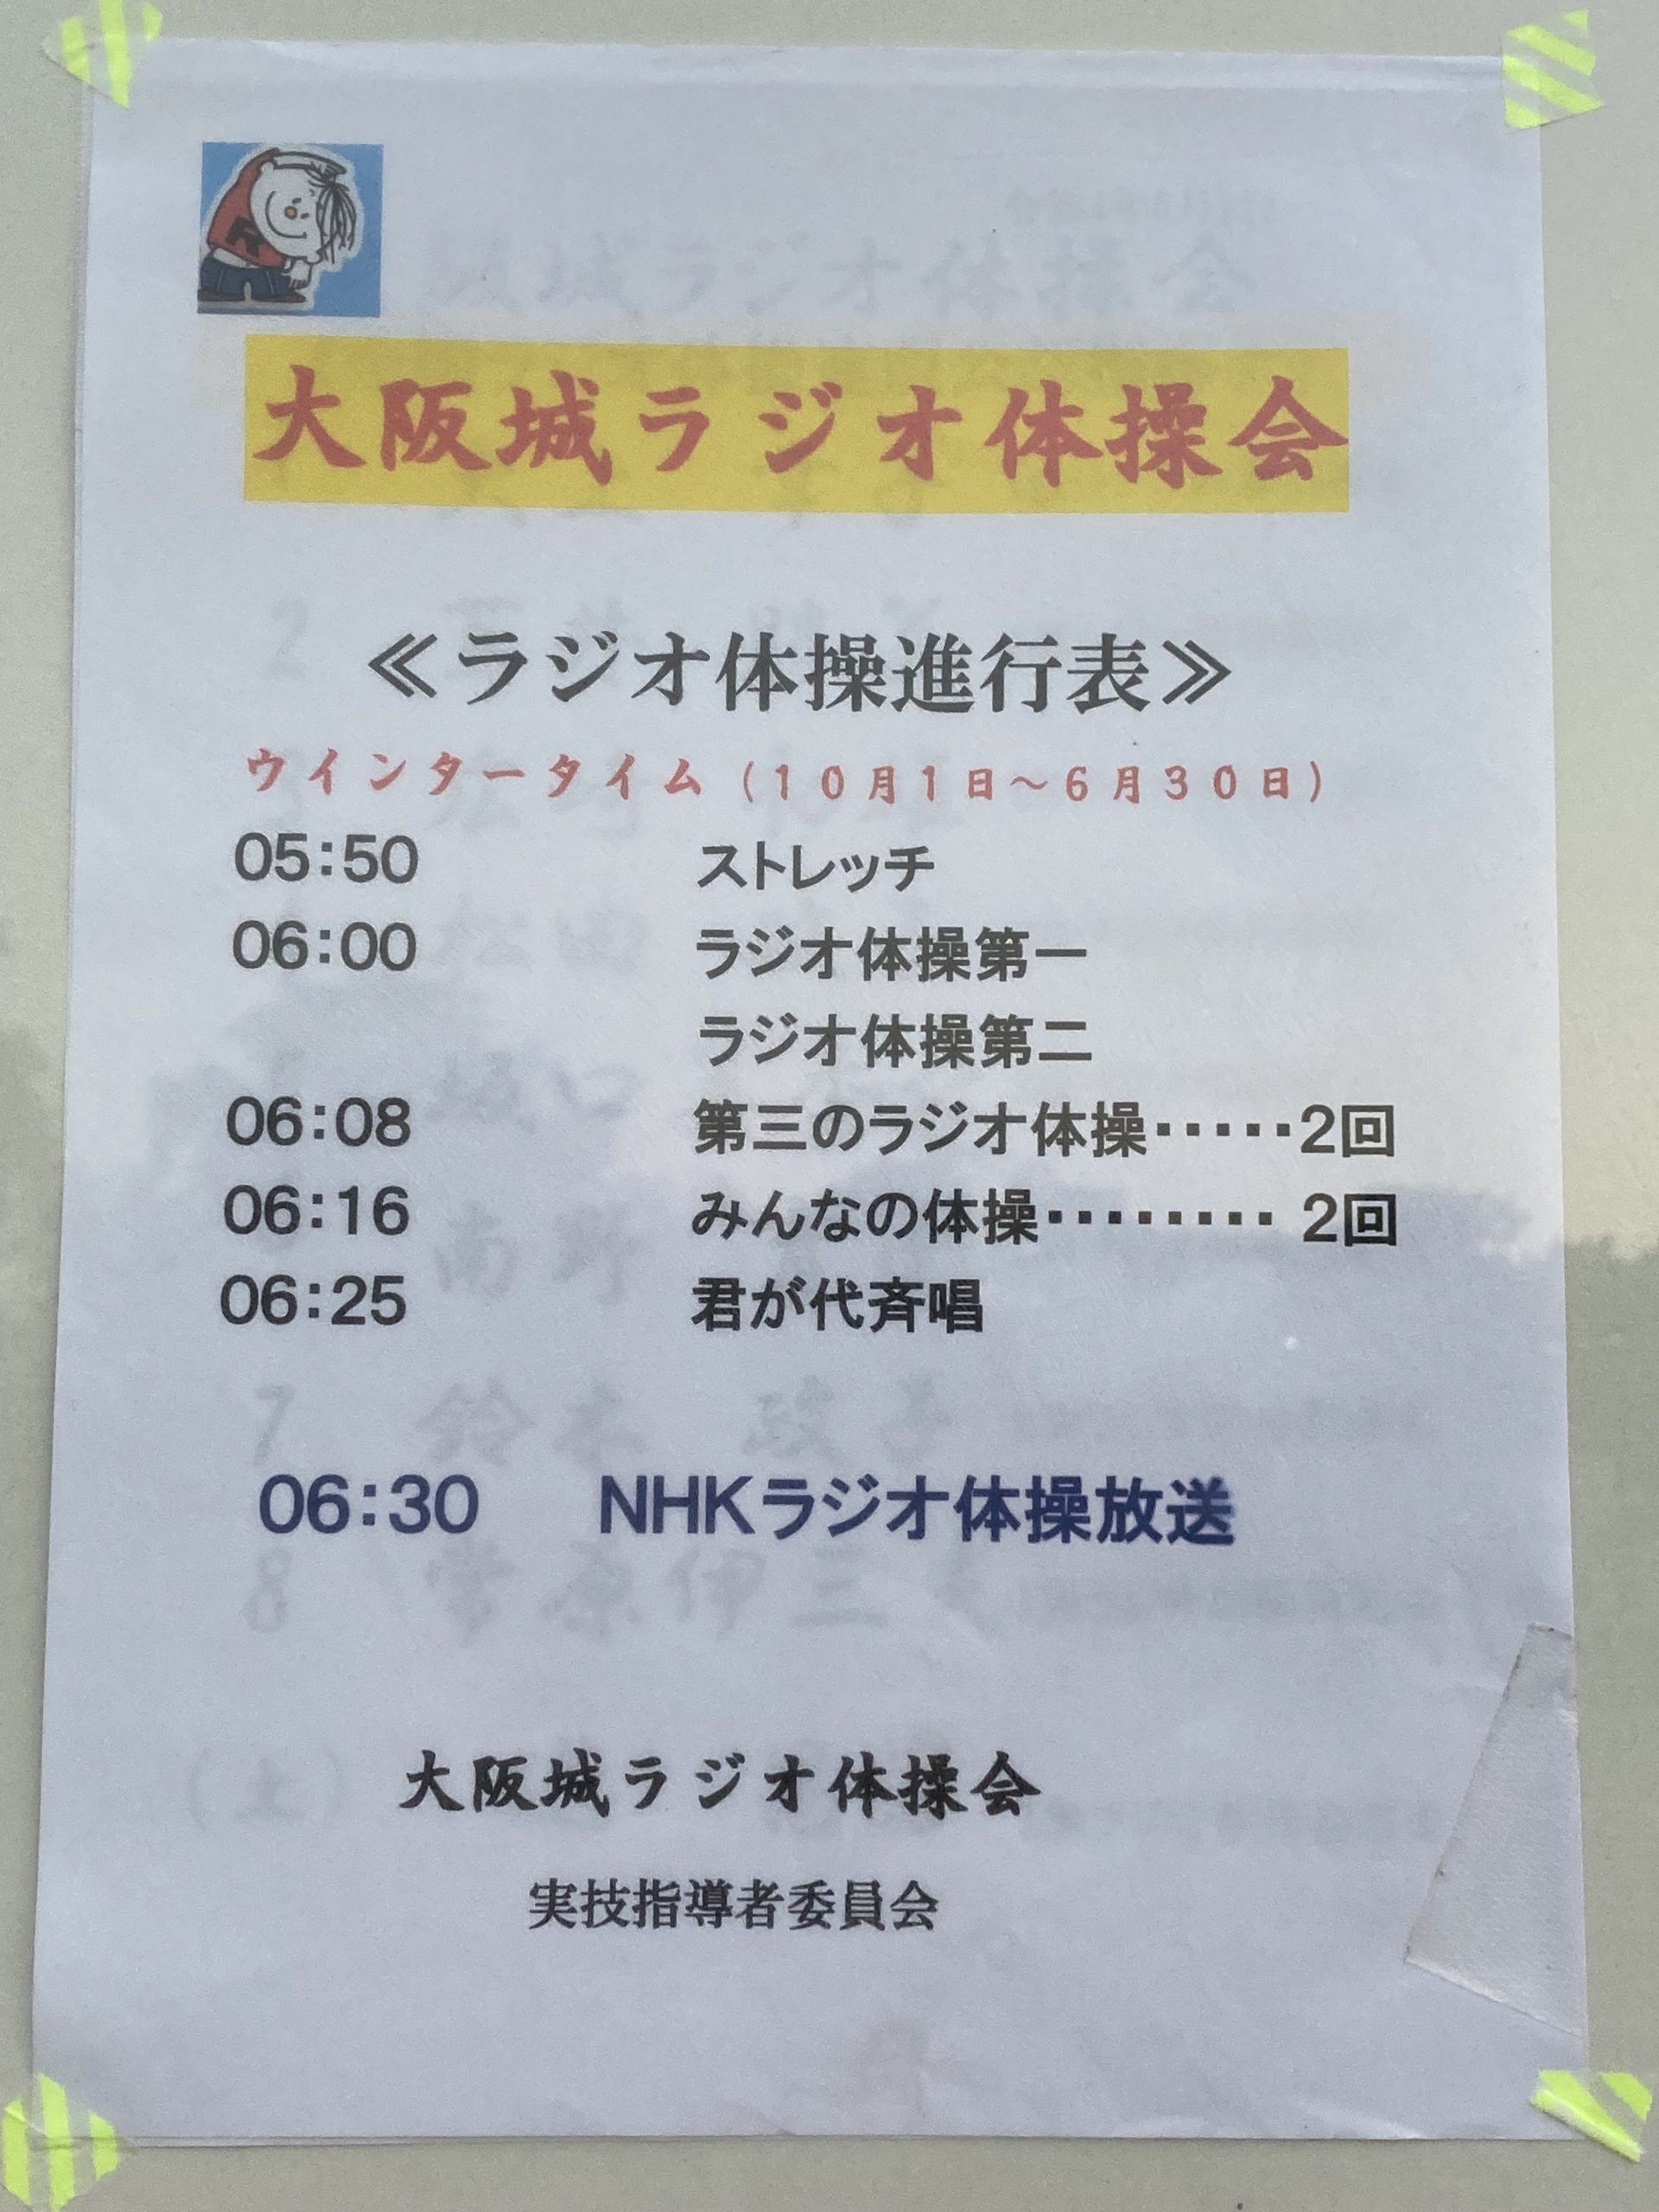 大阪城ラジオ体操会
≪ラジオ体操進行表≫
ウインタータイム（１０月１日～６月３０日）
05:50 ストレッチ
06:00 ラジオ体操第一
ラジオ体操第二
06:08 第三のラジオ体操・・・・・2回
06:16 みんなの体操・・・・・・・・ 2回
06:25 君が代斉唱
06:30 NHKラジオ体操放送
大阪城ラジオ体操会
実技指導者委員会